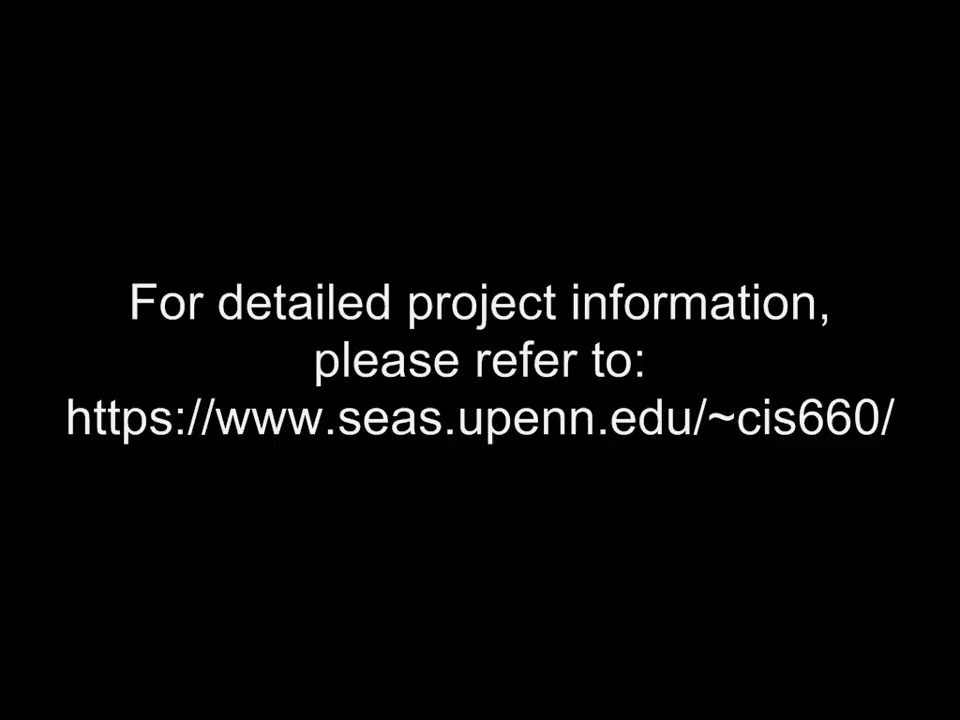 For detailed project information,
please refer to:
https://www.seas.upenn.edu/~cis660/